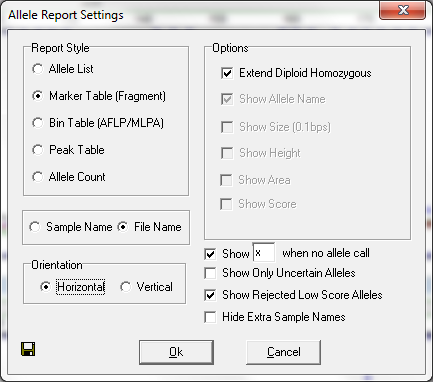 Allele Report Settings
Report Style
Allele List
Marker Table (Fragment)
Bin Table (AFLP/MLPA)
Peak Table
Allele Count
Sample Name File Name
Orientation
Horizontal Vertical
Options
Extend Diploid Homozygous
Show Allele Name
Show Size (0.1bps)
Show Height
Show Area
Show Score
Show x when no allele call
Show Only Uncertain Alleles
Show Rejected Low Score Alleles
Hide Extra Sample Names
Ok Cancel